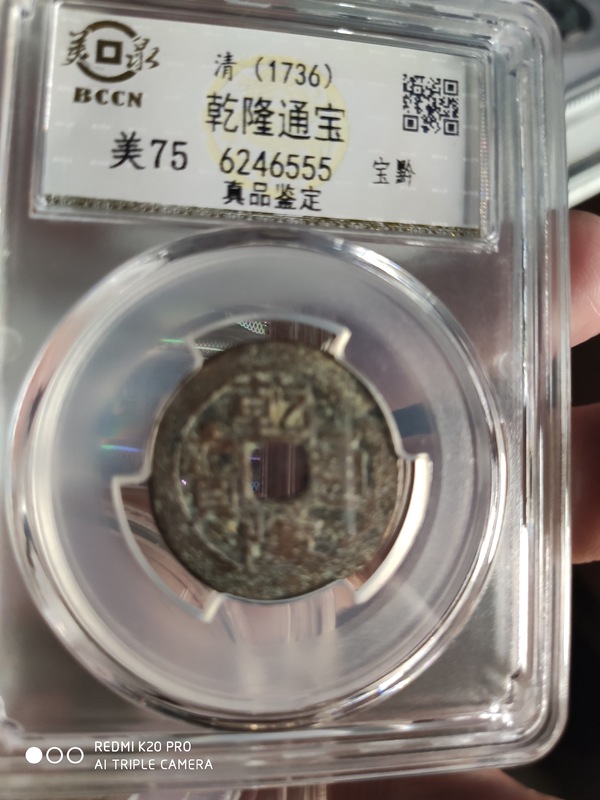 美泉
BCCN
清（1736）
乾隆通宝
美75 6246555 宝黔
真品鉴定
REDMI K20 PRO
AI TRIPLE CAMERA